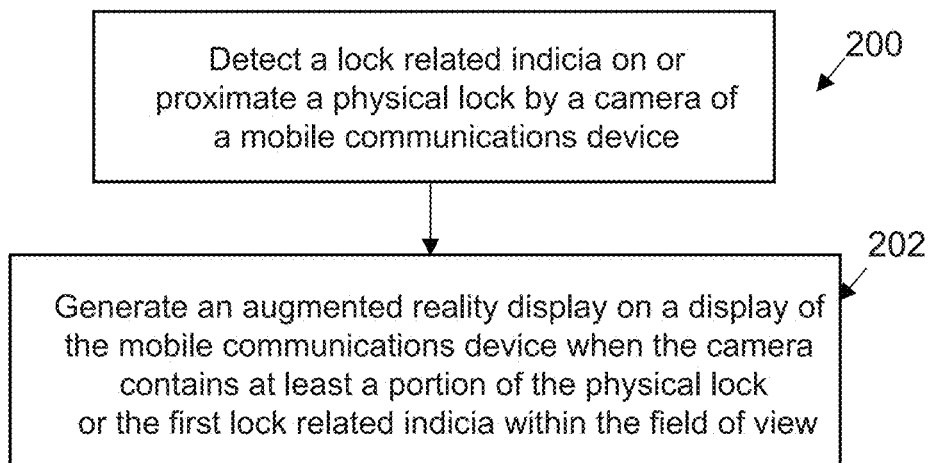 Detect a lock related indicia on or
proximate a physical lock by a camera of
a mobile communications device
200
202
Generate an augmented reality display on a display of
the mobile communications device when the camera
contains at least a portion of the physical lock
or the first lock related indicia within the field of view